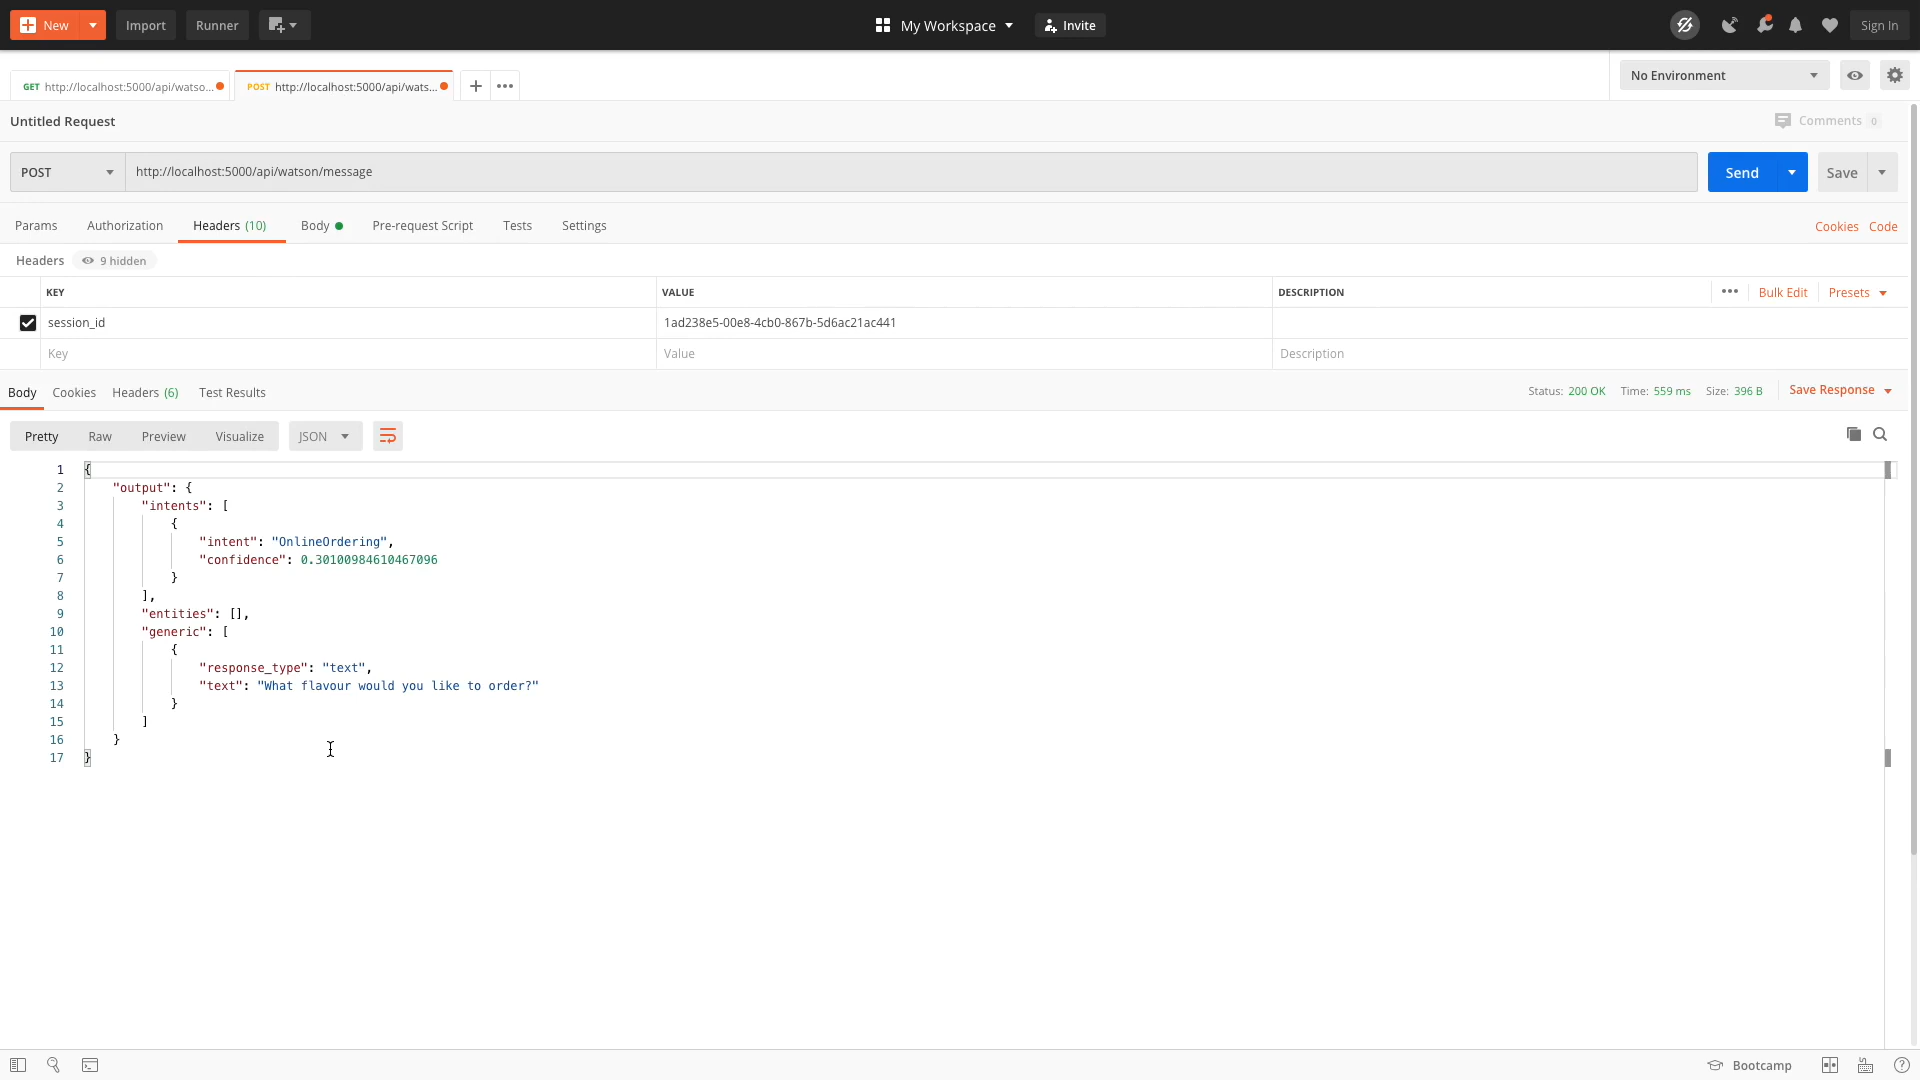 New Import Runner My Workspace Invite Sign In
GET http://localhost:5000/api/watso... POST http://localhost:5000/api/wats... No Environment
Untitled Request Comments 0
POST http://localhost:5000/api/watson/message Send Save
Params Authorization Headers (10) Body Pre-request Script Tests Settings Cookies Code
Headers 9 hidden
KEY VALUE DESCRIPTION Bulk Edit Presets
session_id 1ad238e5-00e8-4cb0-867b-5d6ac21ac441
Key Value Description
Body Cookies Headers (6) Test Results Status: 200 OK Time: 559 ms Size: 396 B Save Response
Pretty Raw Preview Visualize JSON
1 {
2 "output": {
3 "intents": [
4 {
5 "intent": "OnlineOrdering",
6 "confidence": 0.30100984610467096
7 }
8 ],
9 "entities": [],
10 "generic": [
11 {
12 "response_type": "text",
13 "text": "What flavour would you like to order?"
14 }
15 ]
16 }
17 }
Bootcamp